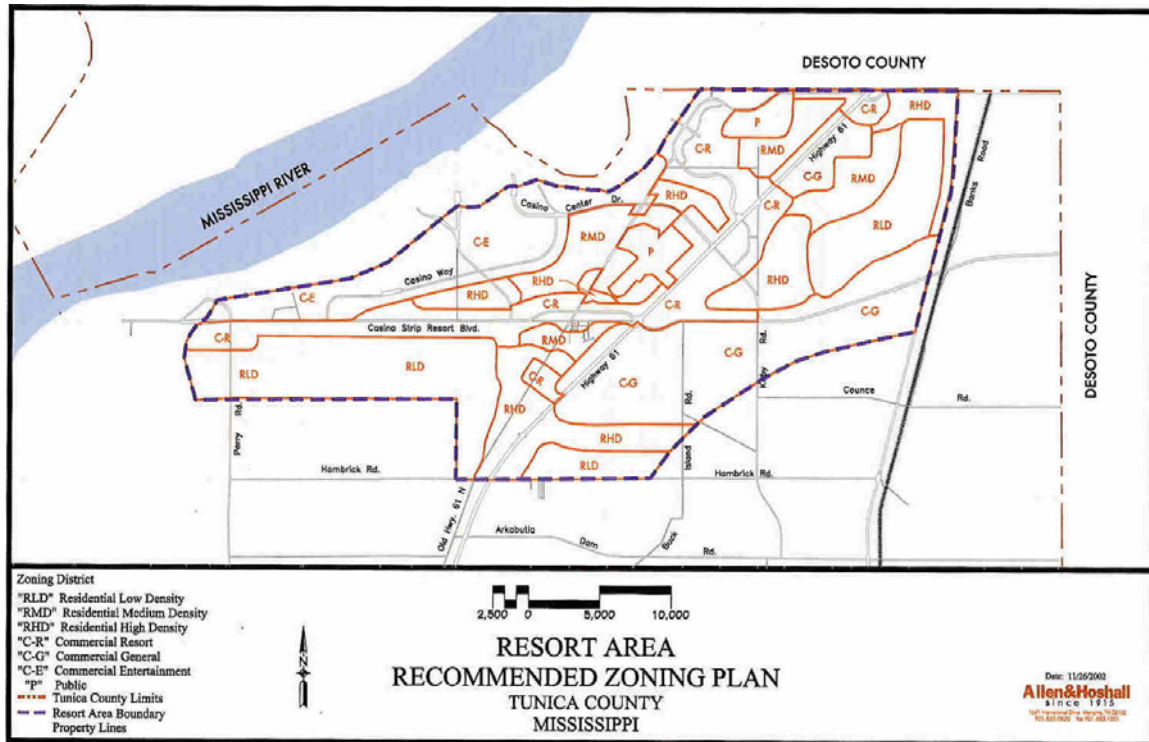 DESOTO COUNTY
MISSISSIPPI RIVER
C-R
RHD
P
C-R
RMD
Highway 61
C-G
RMD
Banks Road
Casino Center Dr.
RHD
C-R
RLD
C-E
RMD
P
DESOTO COUNTY
Casino Way
RHD
RHD
C-E
RHD
C-R
C-R
C-G
Casino Strip Resort Blvd.
C-R
RMD
Highway 61
C-G
Kirby Rd.
RLD
RLD
C-R
C-G
Perry Rd.
RHD
Island Rd.
Counce Rd.
RHD
RLD
Hambrick Rd.
Hambrick Rd.
Old Hwy. 61 N
Arkabutla Dam Rd.
Buck
Zoning District
"RLD" Residential Low Density
"RMD" Residential Medium Density
"RHD" Residential High Density
"C-R" Commercial Resort
"C-G" Commercial General
"C-E" Commercial Entertainment
"P" Public
Tunica County Limits
Resort Area Boundary
Property Lines
N
2,500 0 5,000 10,000
RESORT AREA
RECOMMENDED ZONING PLAN
TUNICA COUNTY
MISSISSIPPI
Date: 11/26/2002
Allen&Hoshall
since 1915